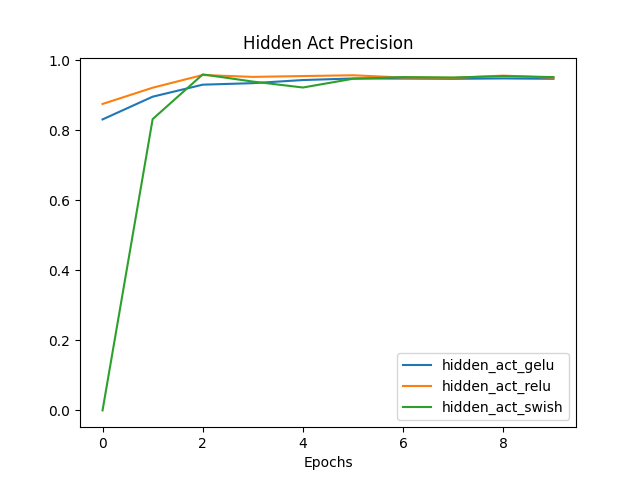 Hidden Act Precision
1.0
0.8
0.6
0.4
0.2
0.0
hidden_act_gelu
hidden_act_relu
hidden_act_swish
0 2 4 6 8
Epochs